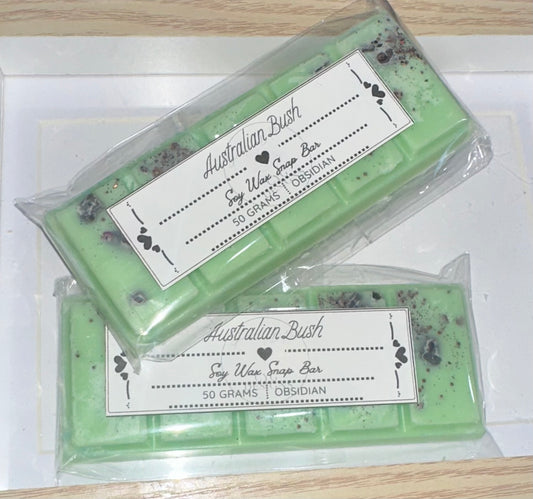 Australian Bush
Soy Wax Snap Bar
50 GRAMS OBSIDIAN
Australian Bush
Soy Wax Snap Bar
50 GRAMS OBSIDIAN